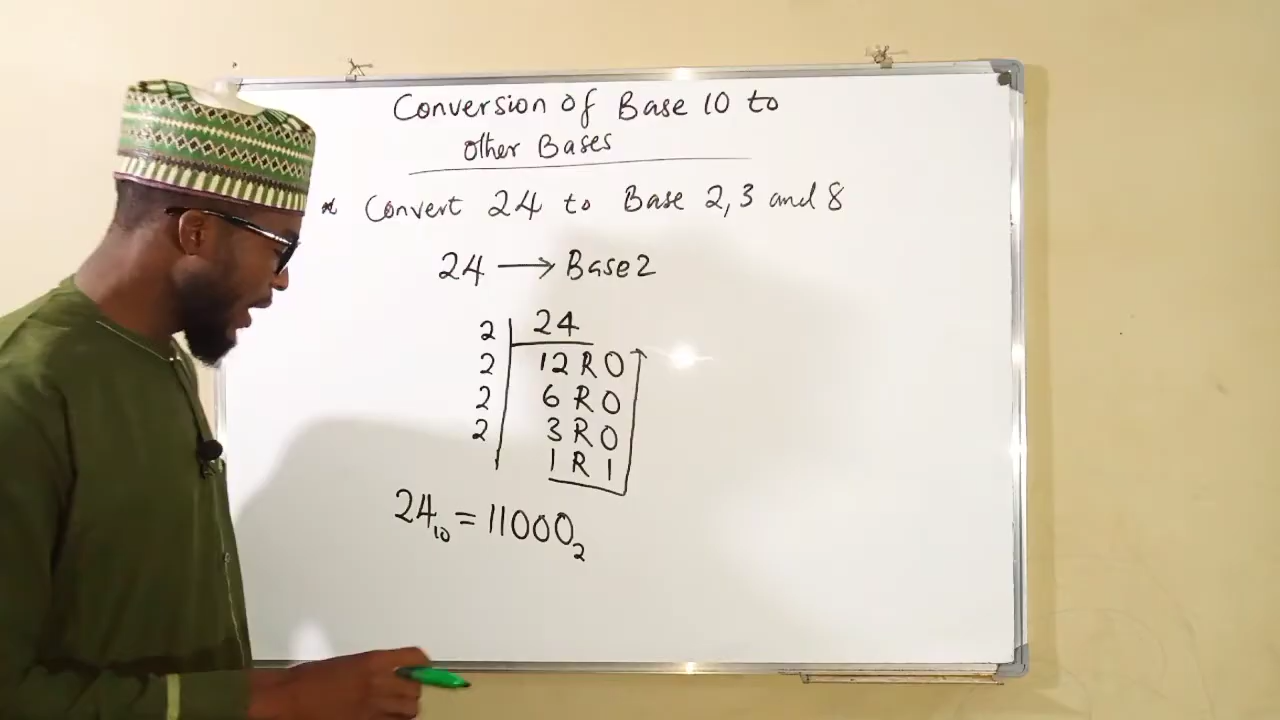 Conversion of Base 10 to
other Bases
* Convert 24 to Base 2, 3 and 8
24 → Base 2
2 | 24
2 | 12 R 0
2 | 6 R 0
2 | 3 R 0
1 R 1
24₁₀ = 11000₂